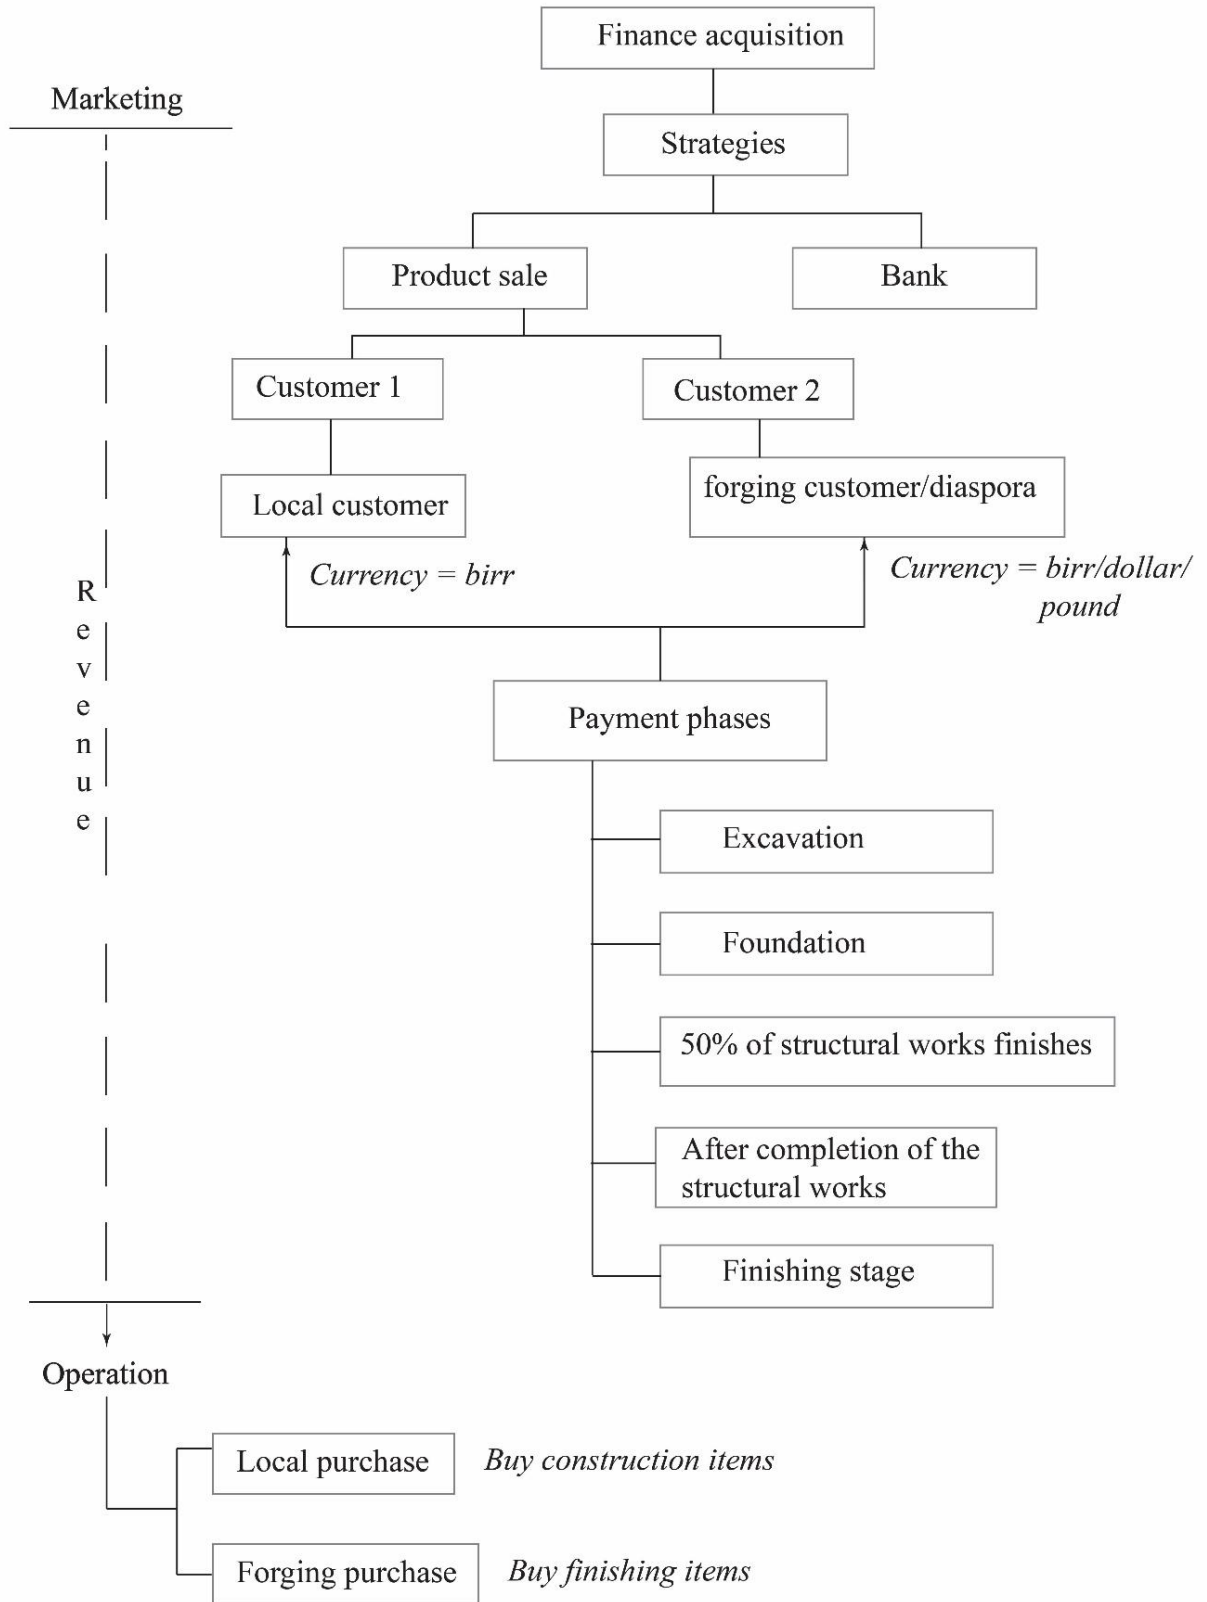 Finance acquisition
Marketing
Strategies
Product sale
Bank
Customer 1
Customer 2
Local customer
forging customer/diaspora
Currency = birr
Currency = birr/dollar/
pound
Revenue
Payment phases
Excavation
Foundation
50% of structural works finishes
After completion of the
structural works
Finishing stage
Operation
Local purchase
Buy construction items
Forging purchase
Buy finishing items